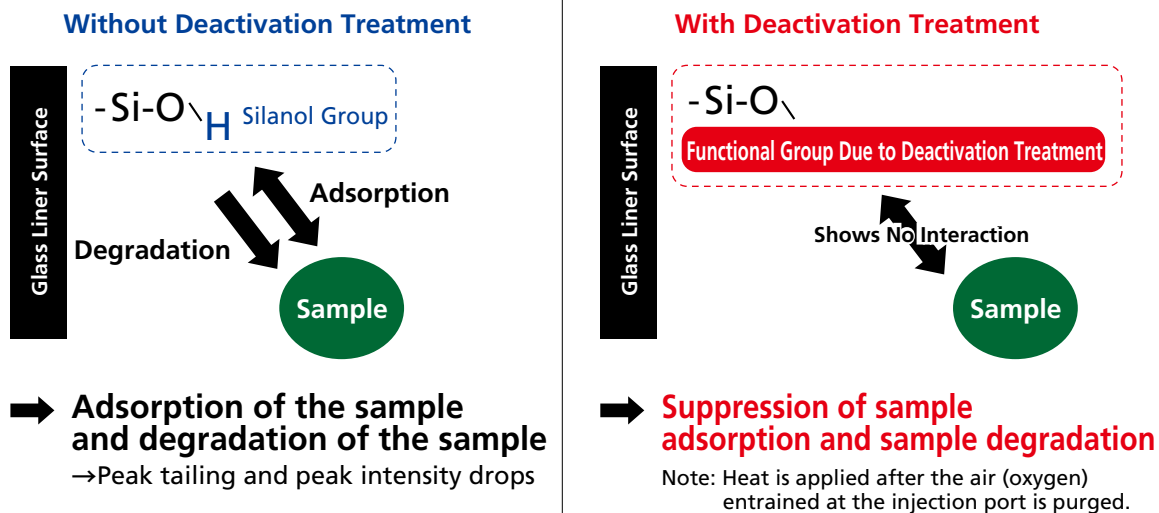 Without Deactivation Treatment
Glass Liner Surface
-Si-O
H Silanol Group
Adsorption
Degradation
Sample
Adsorption of the sample
and degradation of the sample
→Peak tailing and peak intensity drops
With Deactivation Treatment
Glass Liner Surface
-Si-O
Functional Group Due to Deactivation Treatment
Shows No Interaction
Sample
Suppression of sample
adsorption and sample degradation
Note: Heat is applied after the air (oxygen)
entrained at the injection port is purged.